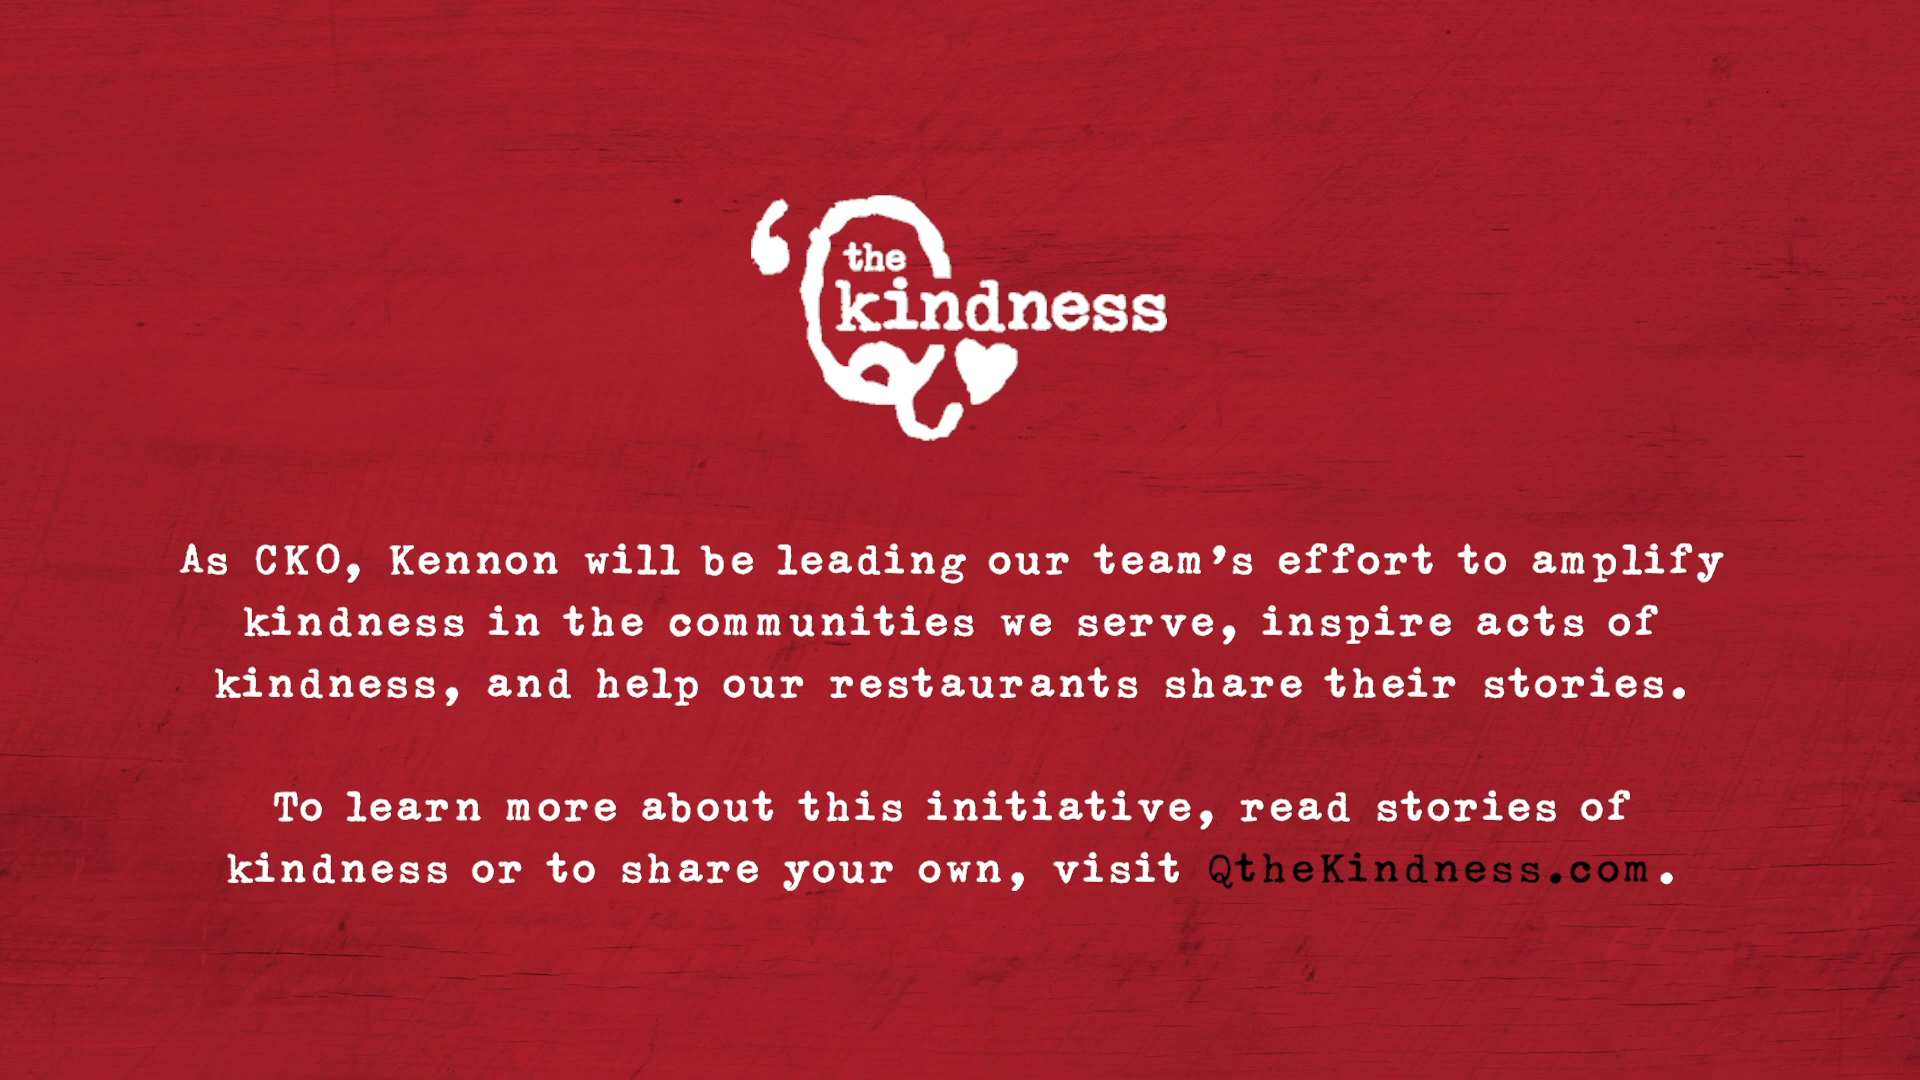 ‘Q the
kindness
As CKO, Kennon will be leading our team’s effort to amplify
kindness in the communities we serve, inspire acts of
kindness, and help our restaurants share their stories.
To learn more about this initiative, read stories of
kindness or to share your own, visit QtheKindness.com.